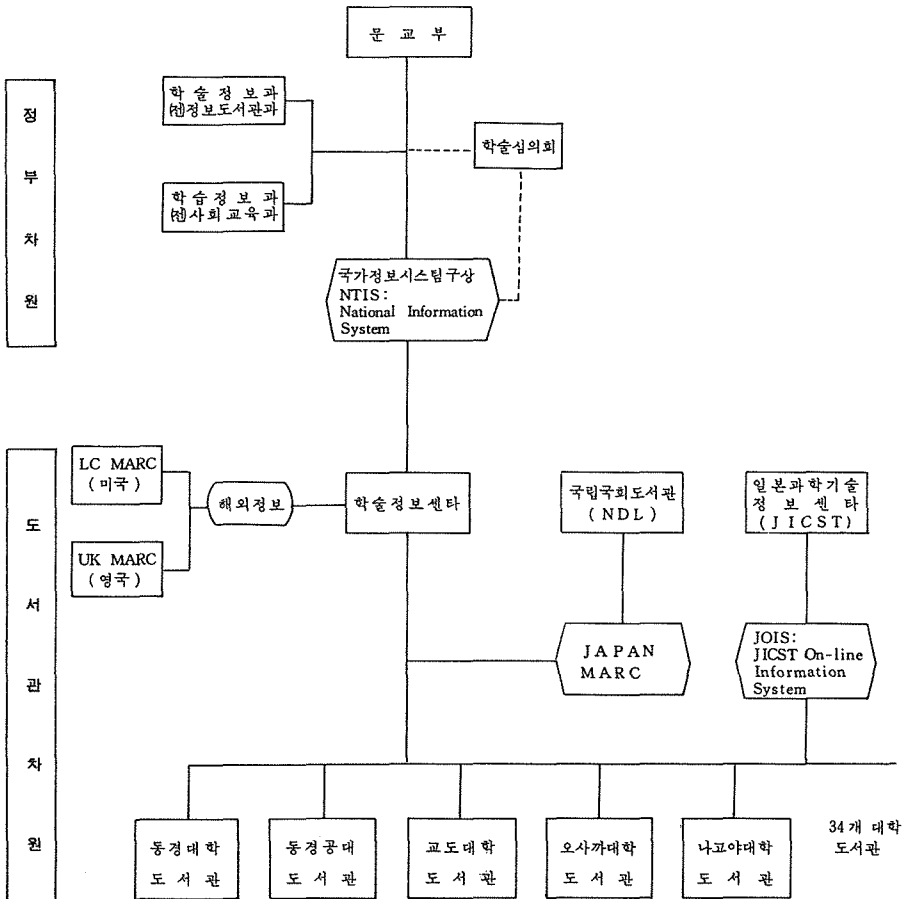 문 교 부
정 부 차 원
학 술 정 보 과
(전)정보도서관과
학술심의회
학 습 정 보 과
(전)사회교육과
국가정보시스팀구상
NTIS:
National Information
System
도 서 관 차 원
LC MARC
( 미국 )
해외정보
학술정보센타
국립국회도서관
( NDL )
일본과학기술
정 보 센 타
( J I C S T )
UK MARC
( 영국 )
JAPAN
MARC
JOIS:
JICST On-line
Information
System
동경대학
도 서 관
동경공대
도 서 관
교도대학
도 서 관
오사까대학
도 서 관
나고야대학
도 서 관
34개 대학
도서관